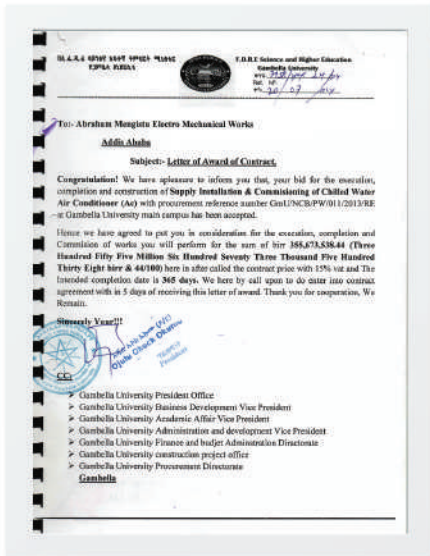 F.D.R.E Science and Higher Education
Gambella University
To:- Abraham Mengistu Electro Mechanical Works
Addis Ababa
Subject:- Letter of Award of Contract.
Congratulation! We have apleasure to inform you that, your bid for the execution,
completion and construction of Supply Installation & Commissioning of Chilled Water
Air Conditioner (Ac) with procurement reference number GmU/NCB/PW/011/2013/RE
at Gambella University main campus has been accepted.
Hence we have agreed to put you in consideration for the execution, completion and
Commision of works you will perform for the sum of birr 355,673,538.44 (Three
Hundred Fifty Five Million Six Hundred Seventy Three Thousand Five Hundred
Thirty Eight birr & 44/100) here in after called the contract price with 15% vat and The
Intended completion date is 365 days. We here by call upon to do enter into contract
agreement with in 5 days of receiving this letter of award. Thank you for cooperation, We
Remain.
Sincerely Your!!!
CC:
➢ Gambella University President Office
➢ Gambella University Business Development Vice President
➢ Gambella University Academic Affair Vice President
➢ Gambella University Administration and development Vice President
➢ Gambella University Finance and budjet Adminstration Directorate
➢ Gambella University construction project office
➢ Gambella University Procurement Directorate
Gambella